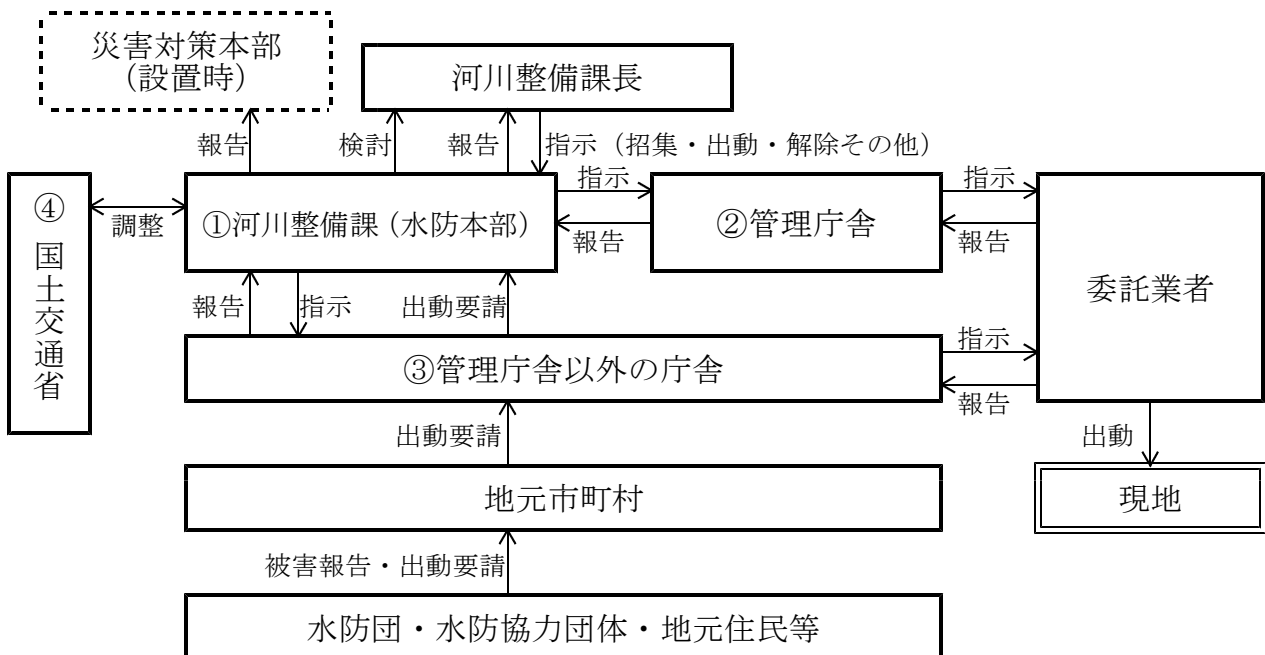 災害対策本部
（設置時）
河川整備課長
報告
検討
報告
指示（招集・出動・解除その他）
④国土交通省
調整
①河川整備課（水防本部）
指示
報告
②管理庁舎
指示
報告
委託業者
報告
指示
出動要請
③管理庁舎以外の庁舎
指示
報告
出動要請
出動
地元市町村
現地
被害報告・出動要請
水防団・水防協力団体・地元住民等